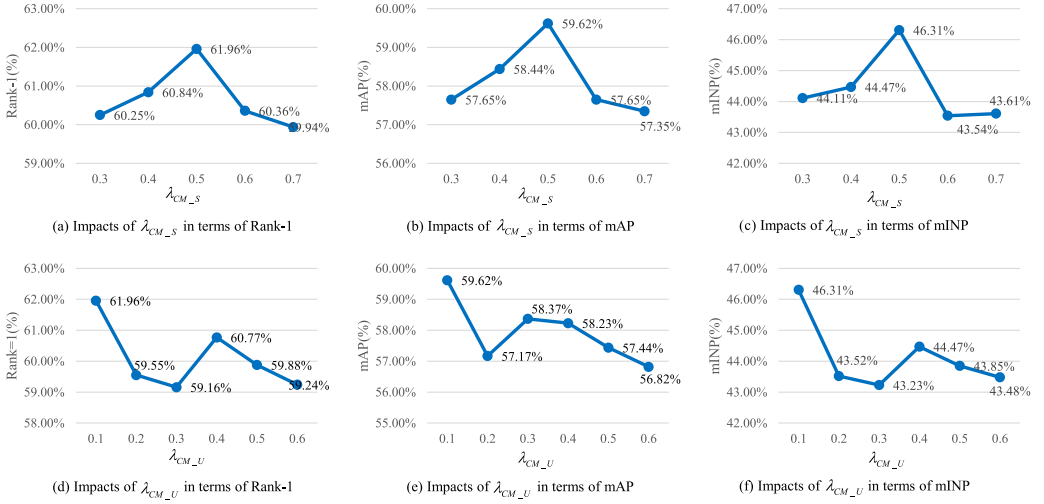 63.00%
62.00%
61.00%
60.00%
59.00%
Rank-1(%)
60.25%
60.84%
61.96%
60.36%
59.94%
0.3 0.4 0.5 0.6 0.7
λCM_S
(a) Impacts of λCM_S in terms of Rank-1
60.00%
59.00%
58.00%
57.00%
56.00%
mAP(%)
57.65%
58.44%
59.62%
57.65%
57.35%
0.3 0.4 0.5 0.6 0.7
λCM_S
(b) Impacts of λCM_S in terms of mAP
47.00%
46.00%
45.00%
44.00%
43.00%
42.00%
mINP(%)
44.11%
44.47%
46.31%
43.54%
43.61%
0.3 0.4 0.5 0.6 0.7
λCM_S
(c) Impacts of λCM_S in terms of mINP
63.00%
62.00%
61.00%
60.00%
59.00%
58.00%
Rank=1(%)
61.96%
59.55%
59.16%
60.77%
59.88%
59.24%
0.1 0.2 0.3 0.4 0.5 0.6
λCM_U
(d) Impacts of λCM_U in terms of Rank-1
60.00%
59.00%
58.00%
57.00%
56.00%
55.00%
mAP(%)
59.62%
57.17%
58.37%
58.23%
57.44%
56.82%
0.1 0.2 0.3 0.4 0.5 0.6
λCM_U
(e) Impacts of λCM_U in terms of mAP
47.00%
46.00%
45.00%
44.00%
43.00%
42.00%
mINP(%)
46.31%
43.52%
43.23%
44.47%
43.85%
43.48%
0.1 0.2 0.3 0.4 0.5 0.6
λCM_U
(f) Impacts of λCM_U in terms of mINP